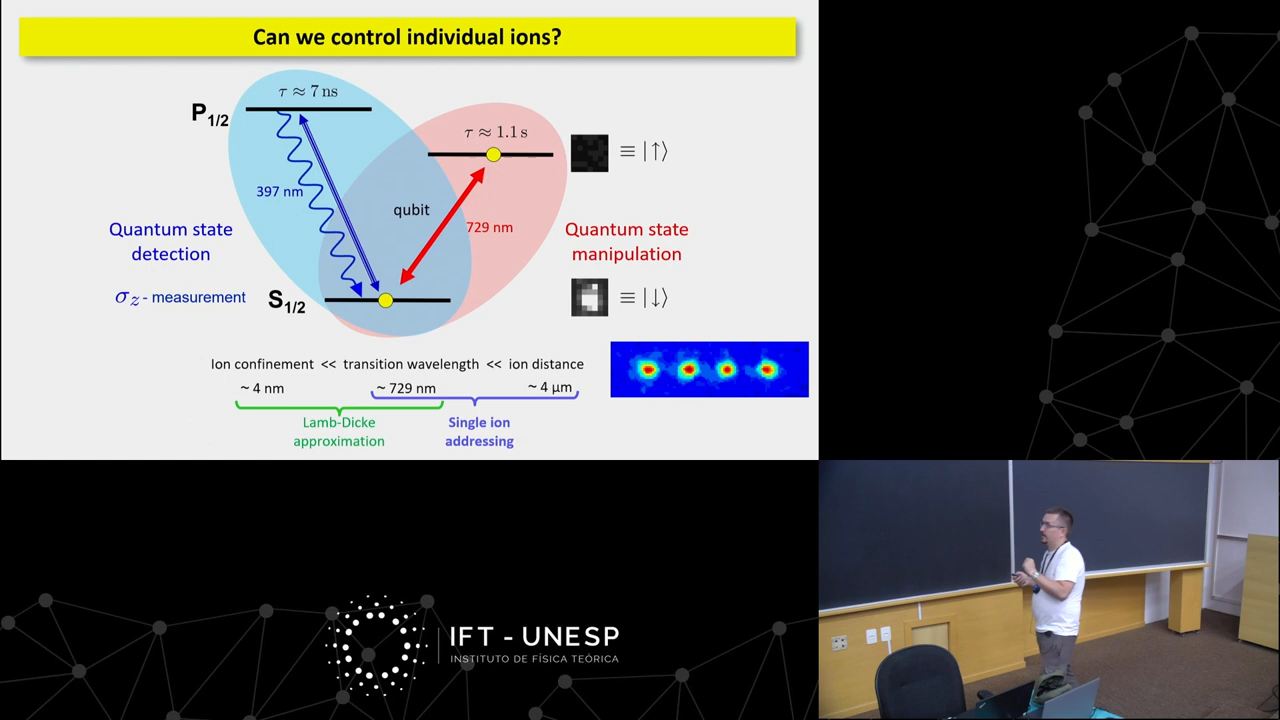 Can we control individual ions?
τ ≈ 7 ns
P1/2
τ ≈ 1.1 s
≡ |↑⟩
397 nm
qubit
729 nm
Quantum state
detection
Quantum state
manipulation
σz - measurement
S1/2
≡ |↓⟩
Ion confinement << transition wavelength << ion distance
~ 4 nm
~ 729 nm
~ 4 μm
Lamb-Dicke
approximation
Single ion
addressing
IFT - UNESP
INSTITUTO DE FÍSICA TEÓRICA